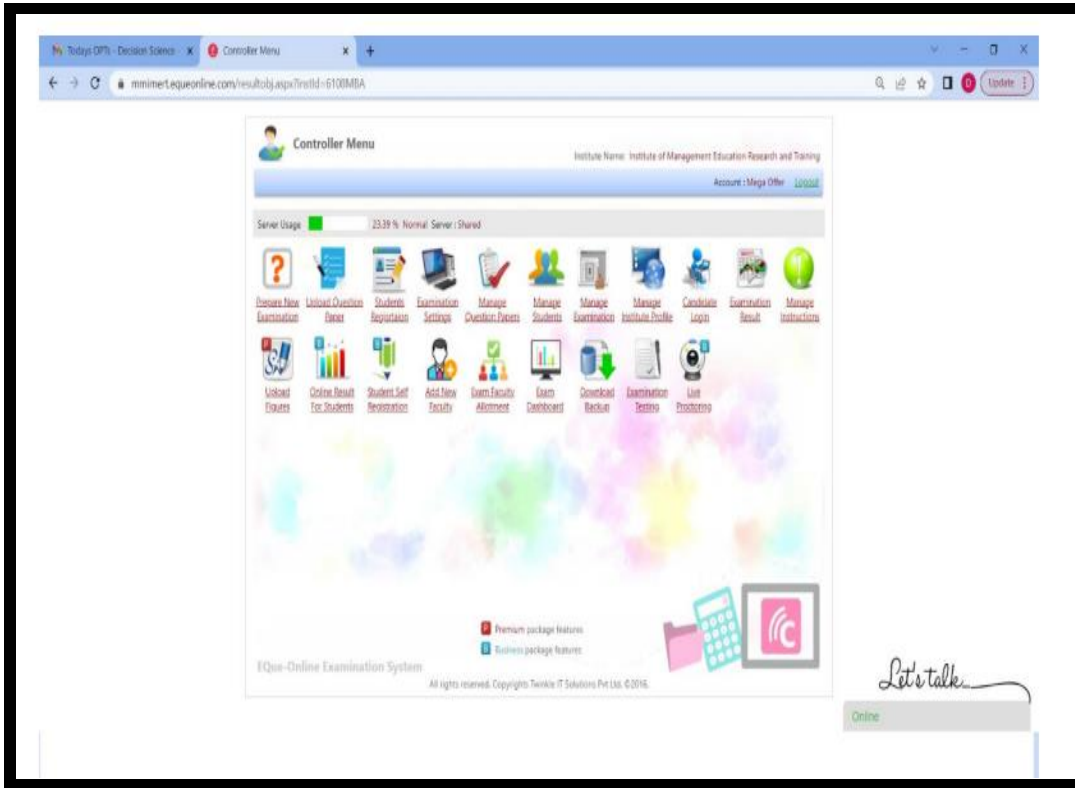 Todays OPTs - Decision Science
Controller Menu
mmimert.equeonline.com/resultobj.aspx?instId=6108MBA
Update
Controller Menu
Institute Name: Institute of Management Education Research and Training
Account : Mega Offer Logout
Server Usage 23.39 % Normal Server : Shared
Prepare New Examination
Upload Question Paper
Students
Examination Settings
Manage Question Papers
Manage Students
Manage Examination
Manage Institute Profile
Candidate Login
Examination Result
Manage Instructions
Upload Figures
Online Result For Students
Student Self Registration
Add New Faculty
Exam Faculty Allotment
Exam Dashboard
Download Backup
Examination Testing
Live Proctoring
P Premium package features
B Business package features
EQue-Online Examination System
All rights reserved. Copyrights Twinkle IT Solutions Pvt Ltd. ©2016.
Let's talk
Online